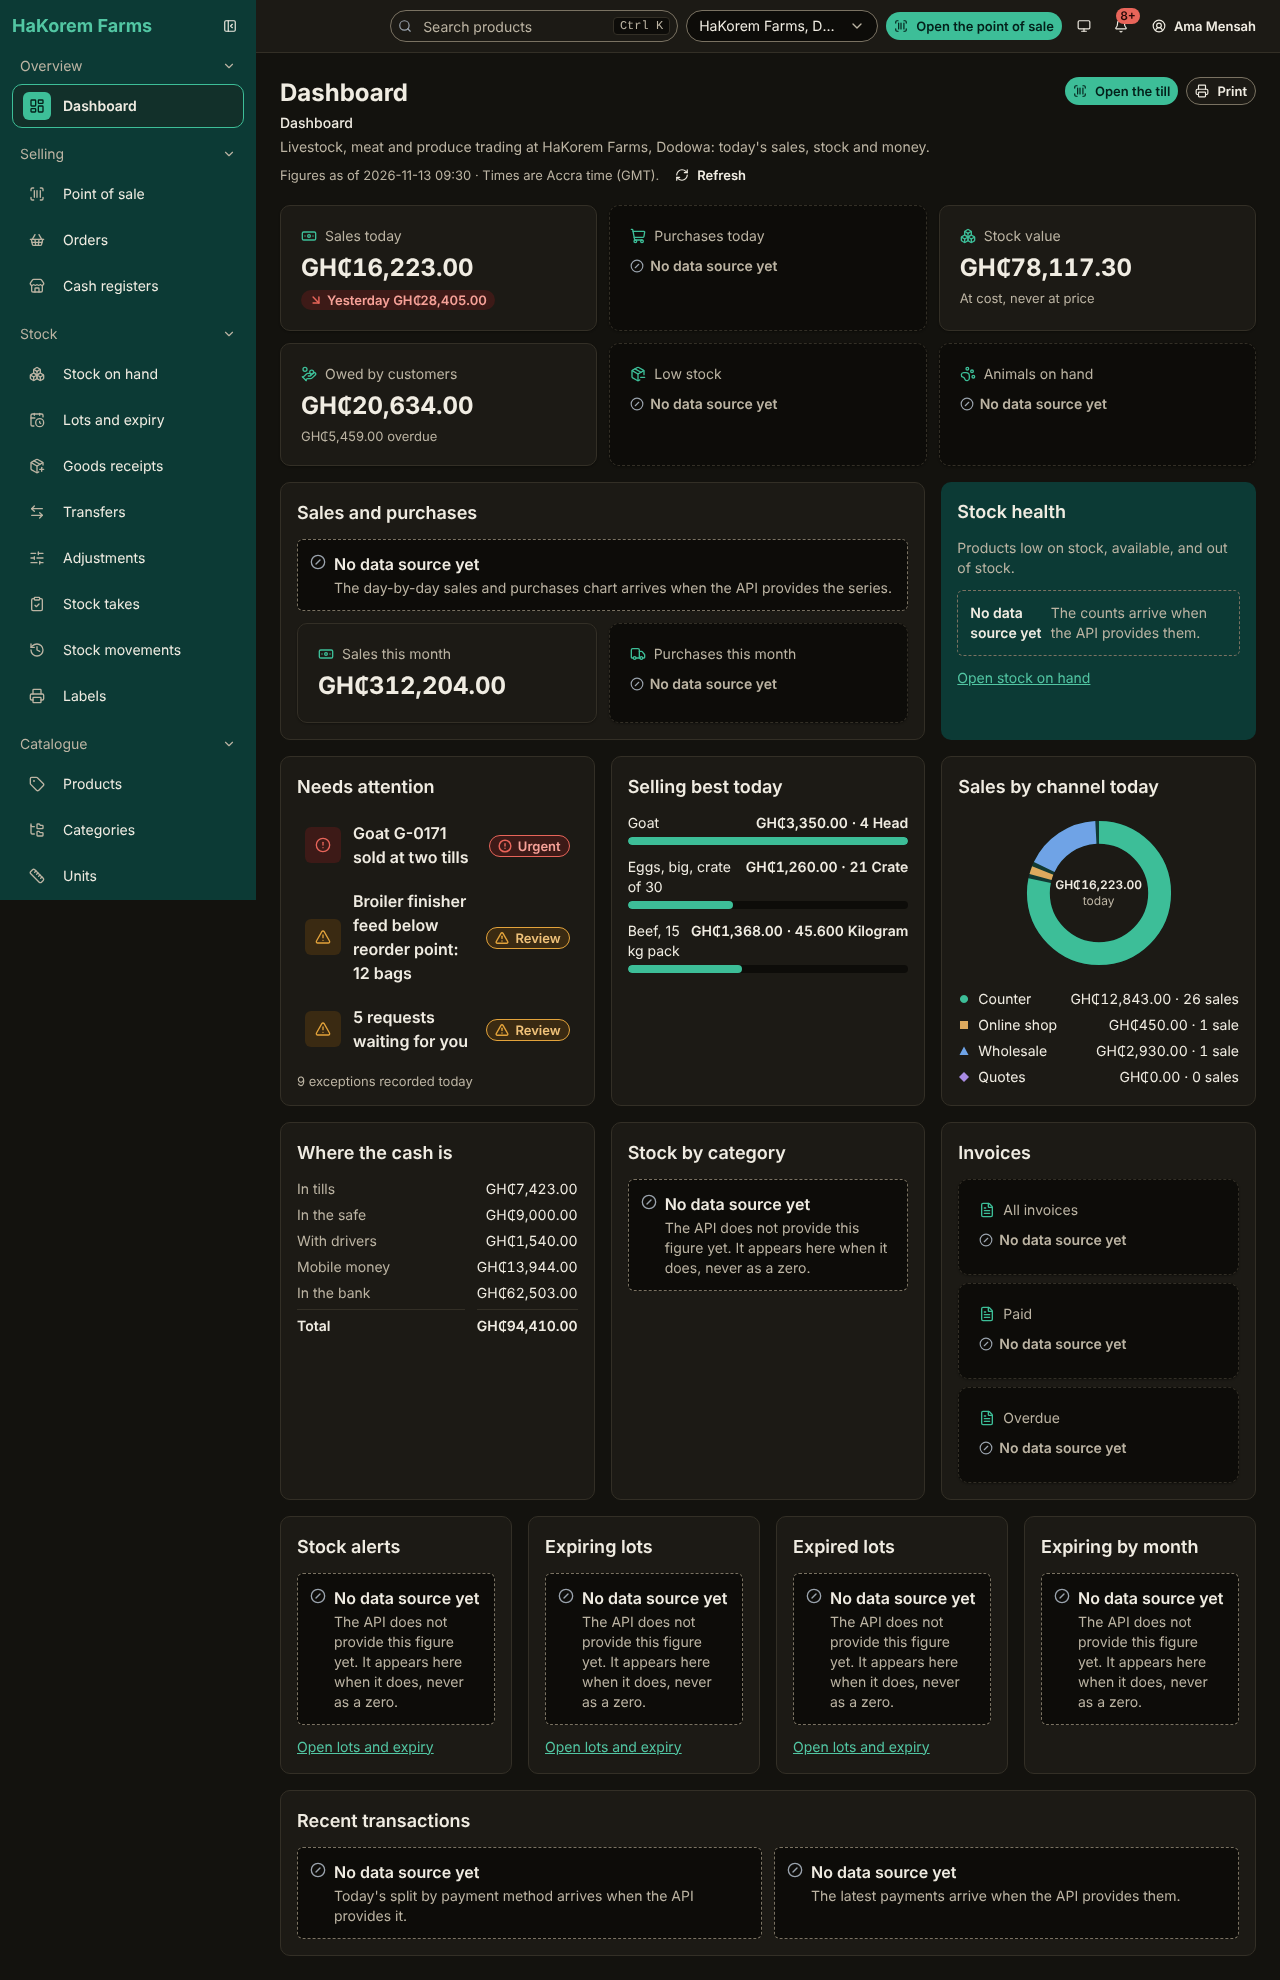 HaKorem Farms
Search products
Ctrl K
HaKorem Farms, D...
Open the point of sale
8+
Ama Mensah
Overview
Dashboard
Selling
Point of sale
Orders
Cash registers
Stock
Stock on hand
Lots and expiry
Goods receipts
Transfers
Adjustments
Stock takes
Stock movements
Labels
Catalogue
Products
Categories
Units
Dashboard
Open the till
Print
Dashboard
Livestock, meat and produce trading at HaKorem Farms, Dodowa: today's sales, stock and money.
Figures as of 2026-11-13 09:30 · Times are Accra time (GMT).
Refresh
Sales today
GH₵16,223.00
Yesterday GH₵28,405.00
Purchases today
No data source yet
Stock value
GH₵78,117.30
At cost, never at price
Owed by customers
GH₵20,634.00
GH₵5,459.00 overdue
Low stock
No data source yet
Animals on hand
No data source yet
Sales and purchases
No data source yet
The day-by-day sales and purchases chart arrives when the API provides the series.
Sales this month
GH₵312,204.00
Purchases this month
No data source yet
Stock health
Products low on stock, available, and out
of stock.
No data
source yet
The counts arrive when
the API provides them.
Open stock on hand
Needs attention
Goat G-0171
sold at two tills
Urgent
Broiler finisher
feed below
reorder point:
12 bags
Review
5 requests
waiting for you
Review
9 exceptions recorded today
Selling best today
Goat
GH₵3,350.00 · 4 Head
Eggs, big, crate
of 30
GH₵1,260.00 · 21 Crate
Beef, 15
kg pack
GH₵1,368.00 · 45.600 Kilogram
Sales by channel today
GH₵16,223.00
today
Counter
GH₵12,843.00 · 26 sales
Online shop
GH₵450.00 · 1 sale
Wholesale
GH₵2,930.00 · 1 sale
Quotes
GH₵0.00 · 0 sales
Where the cash is
In tills
GH₵7,423.00
In the safe
GH₵9,000.00
With drivers
GH₵1,540.00
Mobile money
GH₵13,944.00
In the bank
GH₵62,503.00
Total
GH₵94,410.00
Stock by category
No data source yet
The API does not provide this
figure yet. It appears here when it
does, never as a zero.
Invoices
All invoices
No data source yet
Paid
No data source yet
Overdue
No data source yet
Stock alerts
No data source yet
The API does not
provide this figure
yet. It appears here
when it does, never
as a zero.
Open lots and expiry
Expiring lots
No data source yet
The API does not
provide this figure
yet. It appears here
when it does, never
as a zero.
Open lots and expiry
Expired lots
No data source yet
The API does not
provide this figure
yet. It appears here
when it does, never
as a zero.
Open lots and expiry
Expiring by month
No data source yet
The API does not
provide this figure
yet. It appears here
when it does, never
as a zero.
Recent transactions
No data source yet
Today's split by payment method arrives when the API
provides it.
No data source yet
The latest payments arrive when the API provides them.